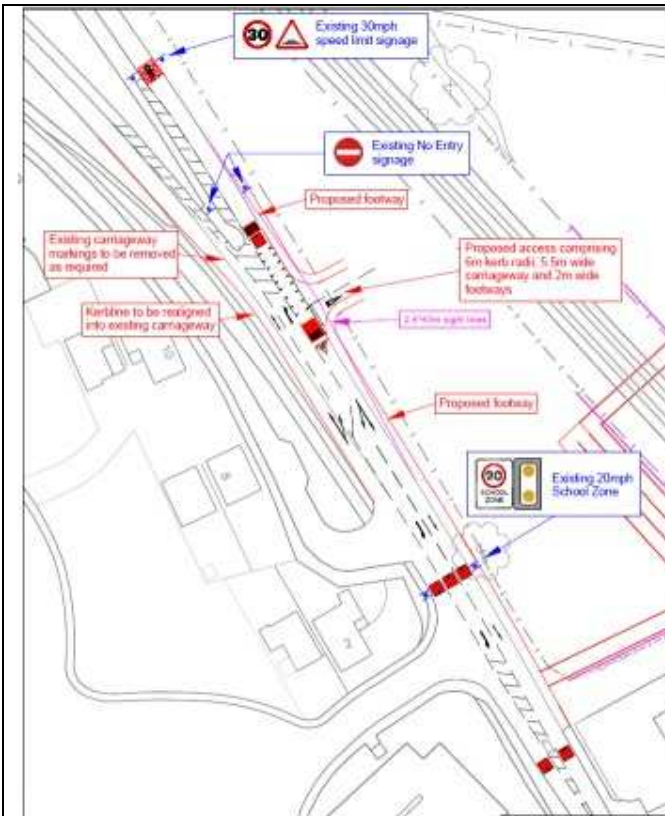 30
Existing 30mph
speed limit signage
Existing No Entry
signage
Proposed footway
Existing carriageway
markings to be removed
as required
Proposed access comprising
6m kerb radii, 5.5m wide
carriageway and 2m wide
footways
Kerbline to be realigned
into existing carriageway
Proposed footway
20
SCHOOL
ZONE
Existing 20mph
School Zone